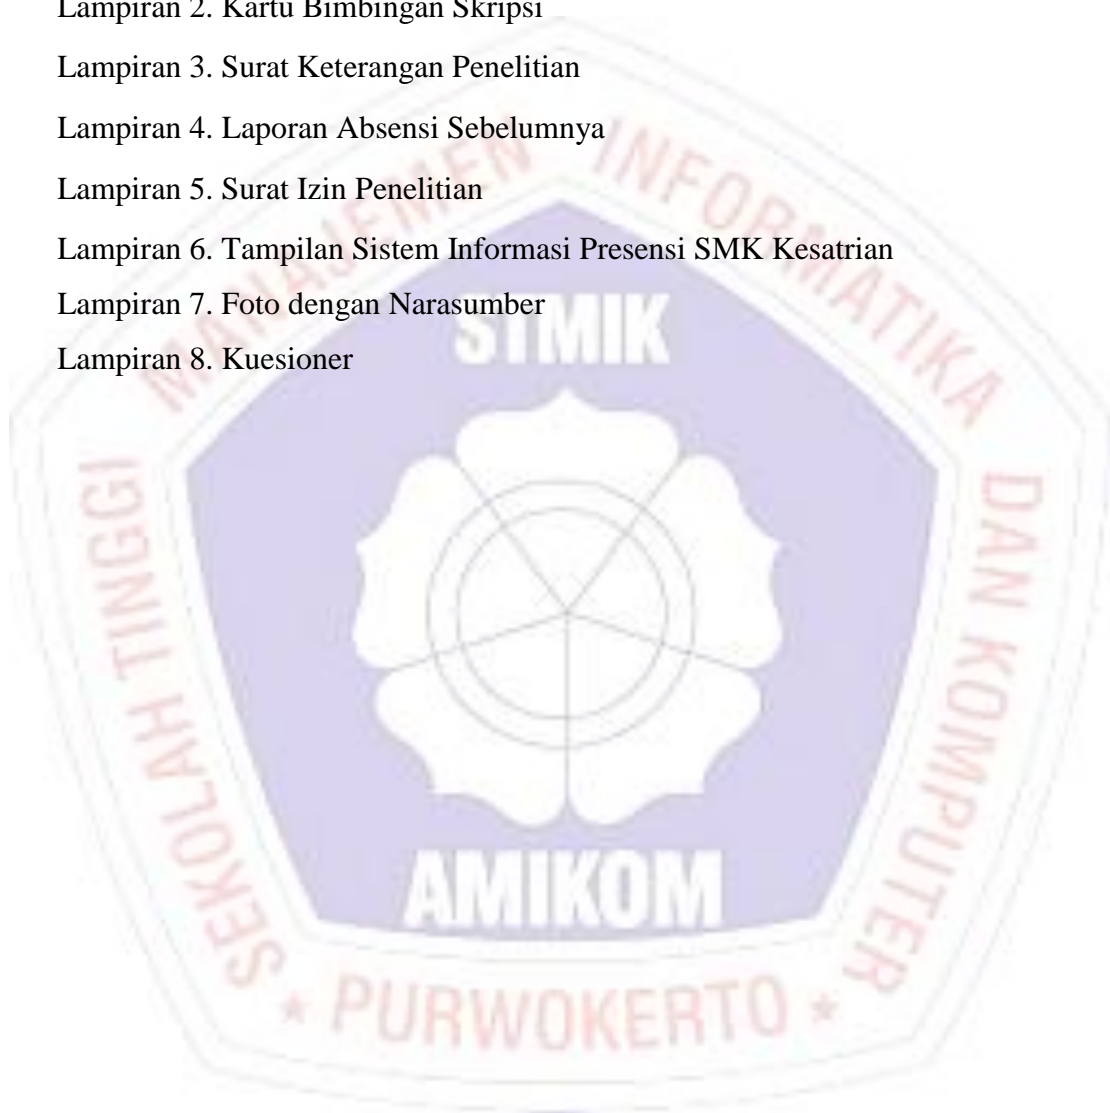 Lampiran 2. Kartu Bimbingan Skripsi
Lampiran 3. Surat Keterangan Penelitian
Lampiran 4. Laporan Absensi Sebelumnya
Lampiran 5. Surat Izin Penelitian
Lampiran 6. Tampilan Sistem Informasi Presensi SMK Kesatrian
Lampiran 7. Foto dengan Narasumber
Lampiran 8. Kuesioner
SEKOLAH TINGGI MANAJEMEN INFORMATIKA DAN KOMPUTER
STMIK
AMIKOM
* PURWOKERTO *